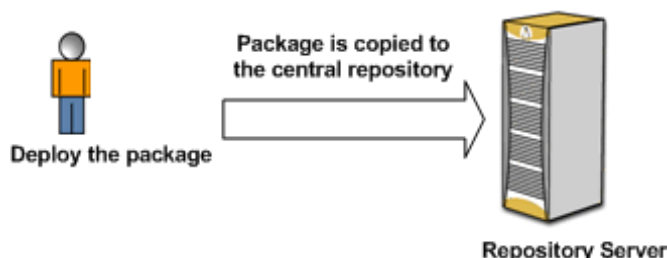 Package is copied to
the central repository
Deploy the package
Repository Server